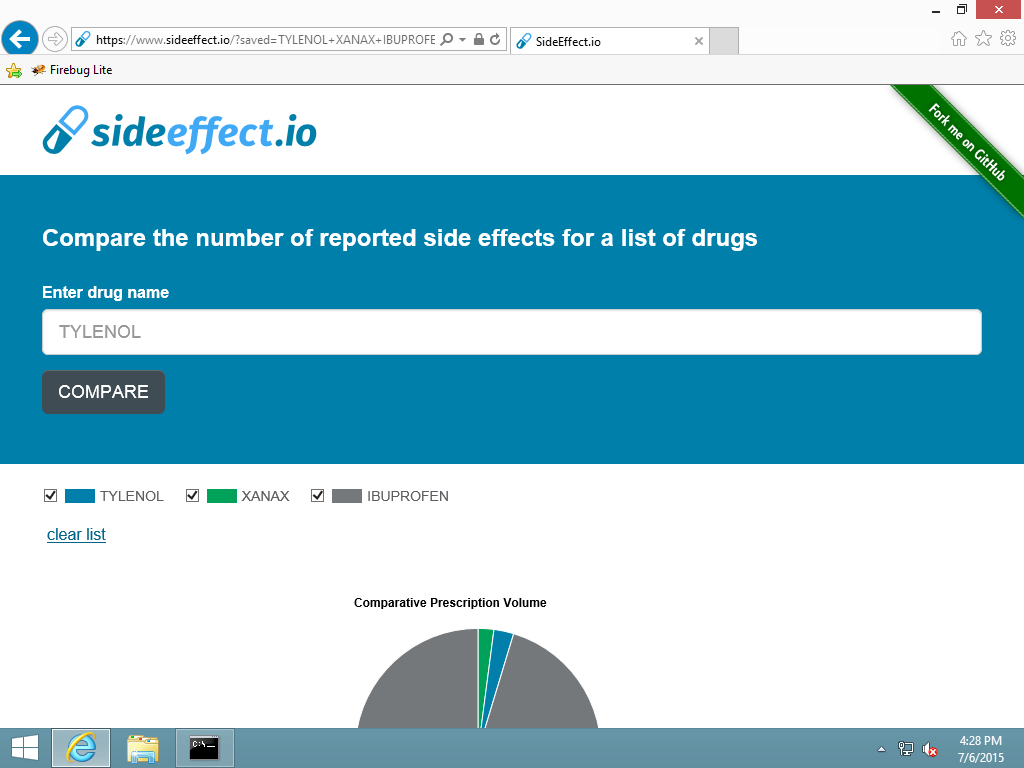 https://www.sideeffect.io/?saved=TYLENOL+XANAX+IBUPROFE
SideEffect.io
Firebug Lite
sideeffect.io
Fork me on GitHub
Compare the number of reported side effects for a list of drugs
Enter drug name
TYLENOL
COMPARE
TYLENOL XANAX IBUPROFEN
clear list
Comparative Prescription Volume
C:\
4:28 PM
7/6/2015